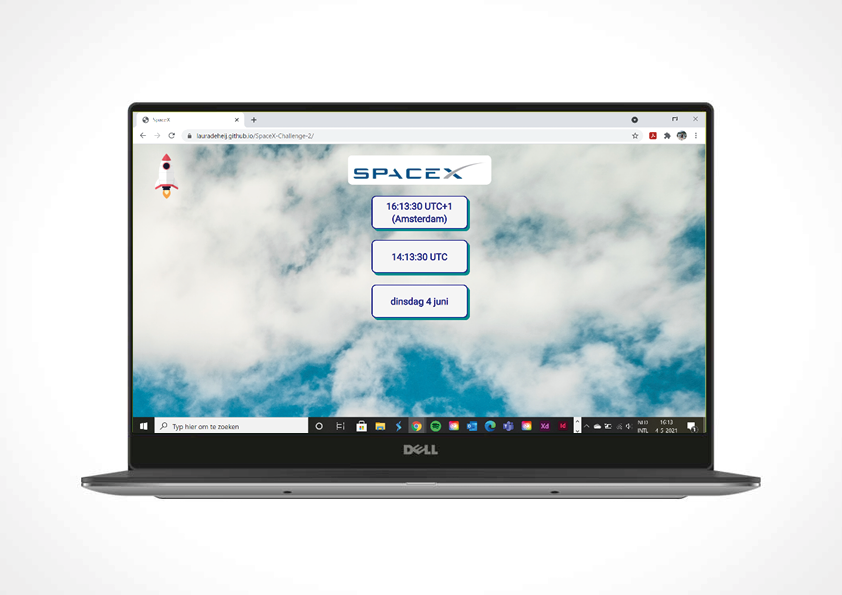 SpaceX
lauradeheij.github.io/SpaceX-Challenge-2/
SPACEX
16:13:30 UTC+1
(Amsterdam)
14:13:30 UTC
dinsdag 4 juni
Typ hier om te zoeken
Xd
NLD
INTL
16:13
4-5-2021
DELL